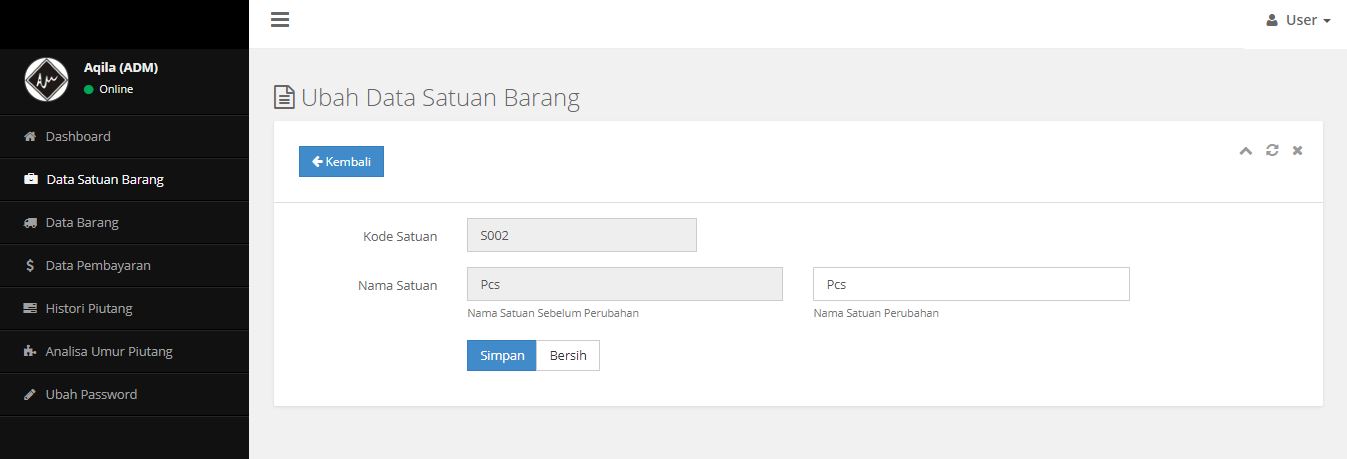 User
Aqila (ADM)
Online
Dashboard
Data Satuan Barang
Data Barang
Data Pembayaran
Histori Piutang
Analisa Umur Piutang
Ubah Password
Ubah Data Satuan Barang
Kembali
Kode Satuan S002
Nama Satuan Pcs Pcs
Nama Satuan Sebelum Perubahan Nama Satuan Perubahan
Simpan Bersih